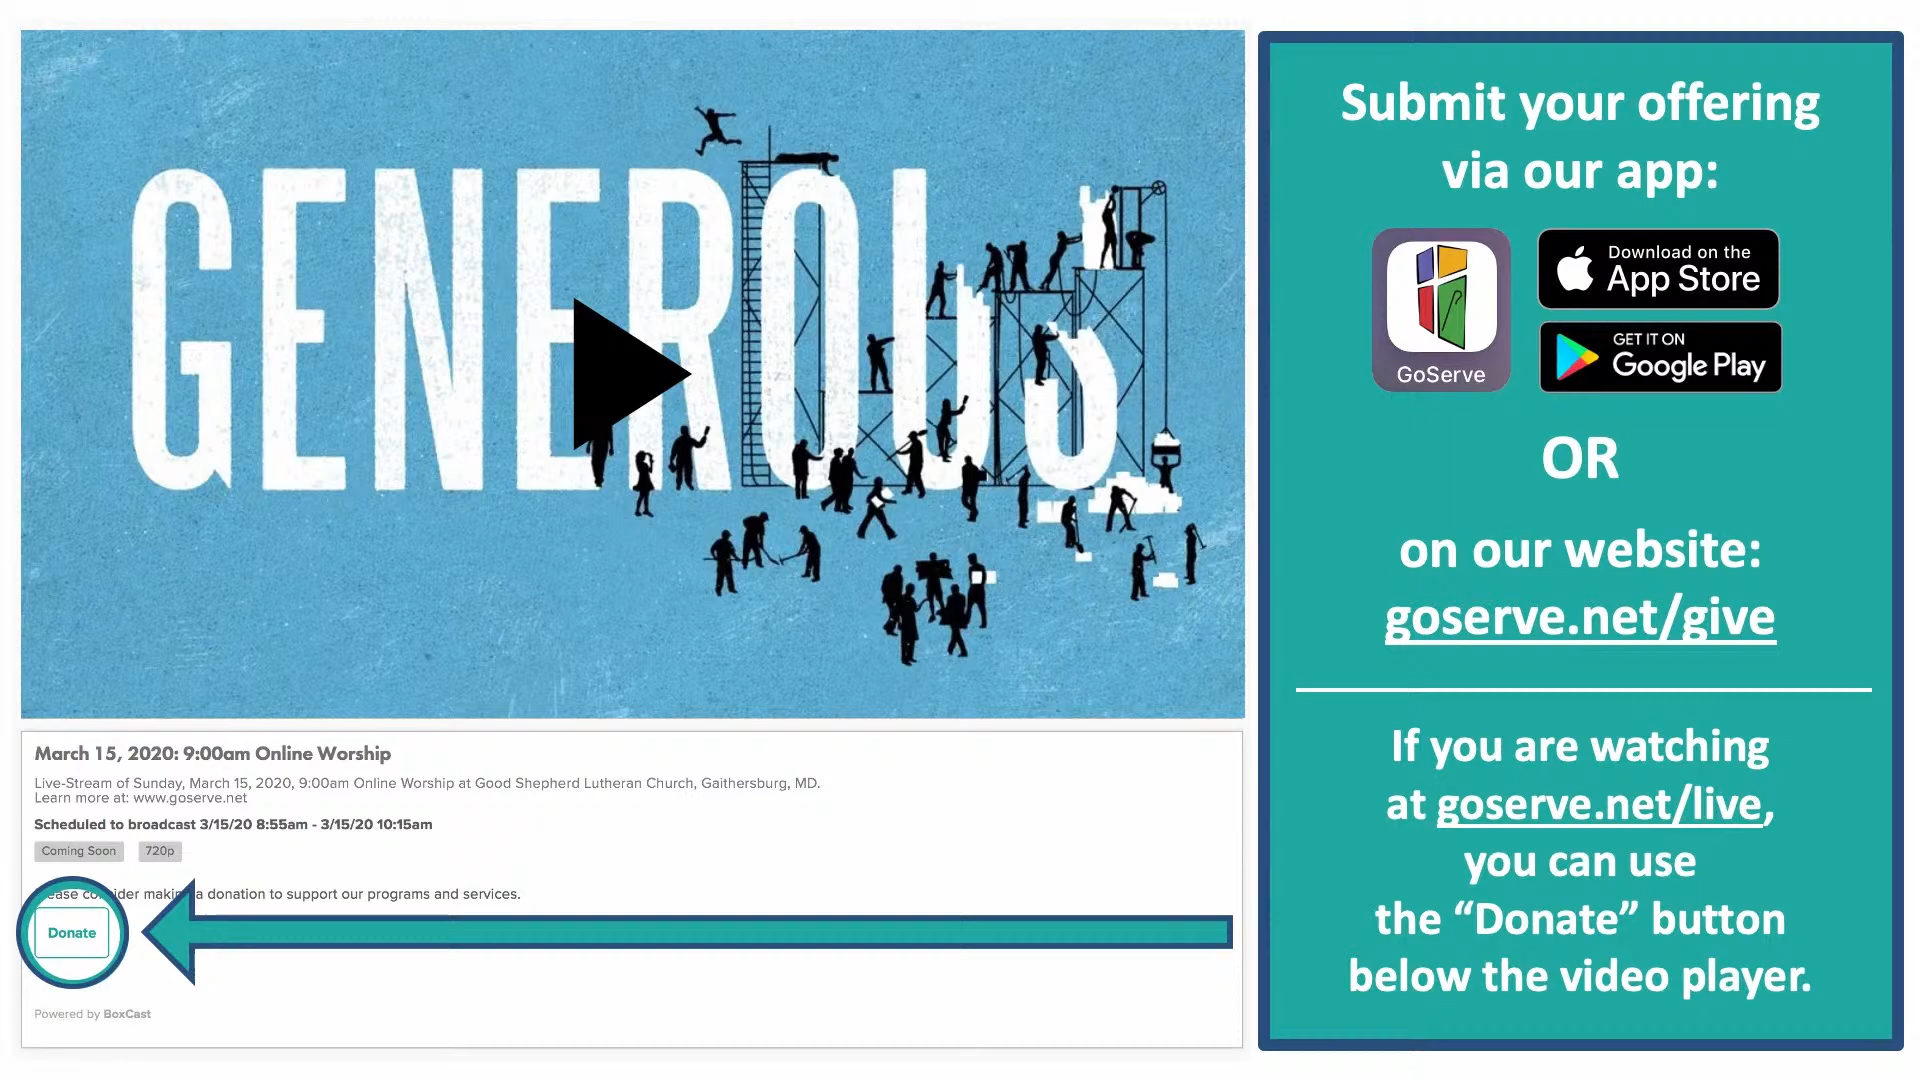 GENEROUS
March 15, 2020: 9:00am Online Worship
Live-Stream of Sunday, March 15, 2020, 9:00am Online Worship at Good Shepherd Lutheran Church, Gaithersburg, MD.
Learn more at: www.goserve.net
Scheduled to broadcast 3/15/20 8:55am - 3/15/20 10:15am
Coming Soon 720p
making a donation to support our programs and services.
Donate
Powered by BoxCast
Submit your offering
via our app:
GoServe
Download on the
App Store
GET IT ON
Google Play
OR
on our website:
goserve.net/give
If you are watching
at goserve.net/live,
you can use
the “Donate” button
below the video player.